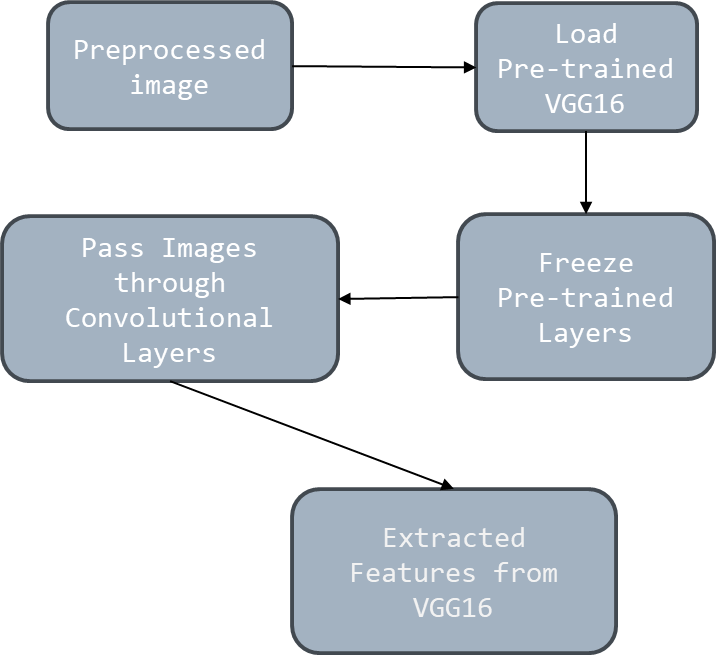 Preprocessed
image
Load
Pre-trained
VGG16
Freeze
Pre-trained
Layers
Pass Images
through
Convolutional
Layers
Extracted
Features from
VGG16